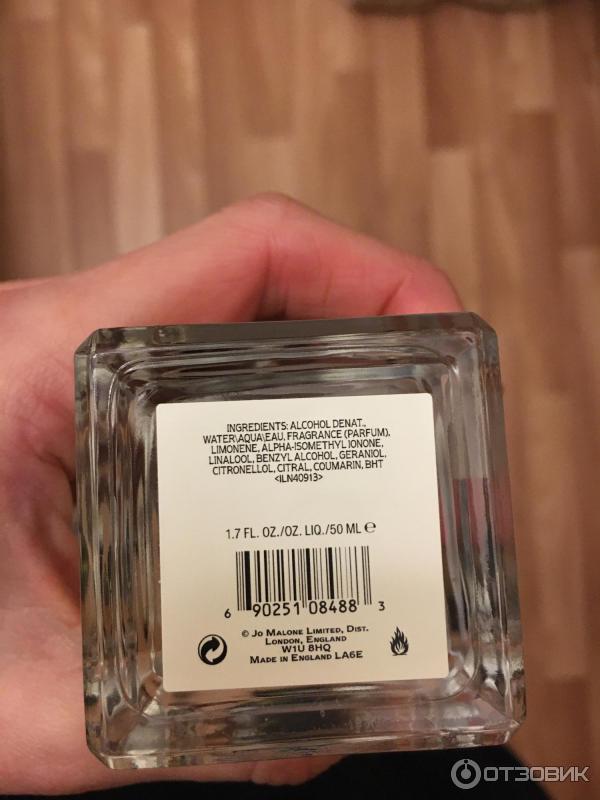 INGREDIENTS: ALCOHOL DENAT.,
WATER\AQUA\EAU, FRAGRANCE (PARFUM),
LIMONENE, ALPHA-ISOMETHYL IONONE,
LINALOOL, BENZYL ALCOHOL, GERANIOL,
CITRONELLOL, CITRAL, COUMARIN, BHT
<ILN40913>
1.7 FL. OZ./OZ. LIQ./50 ML ℮
6 90251 08488 3
© JO MALONE LIMITED, DIST.
LONDON, ENGLAND
W1U 8HQ
MADE IN ENGLAND LA6E
ОТЗОВИК